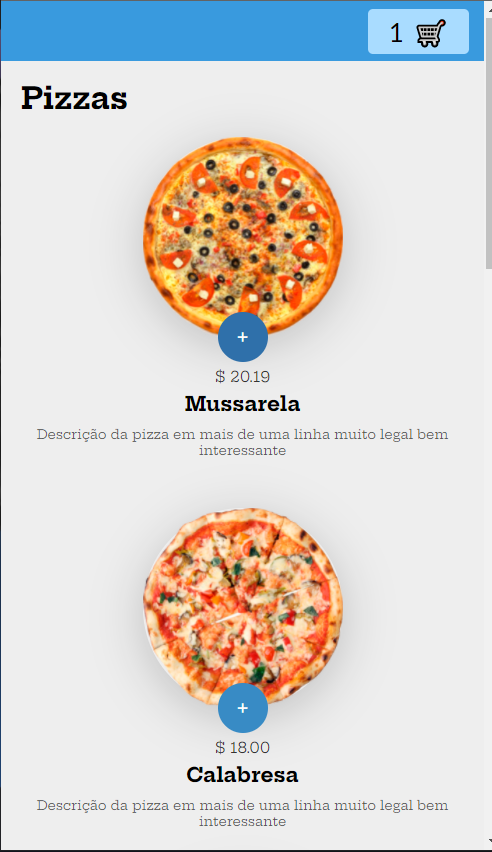 1
Pizzas
+
$ 20.19
Mussarela
Descrição da pizza em mais de uma linha muito legal bem
interessante
+
$ 18.00
Calabresa
Descrição da pizza em mais de uma linha muito legal bem
interessante